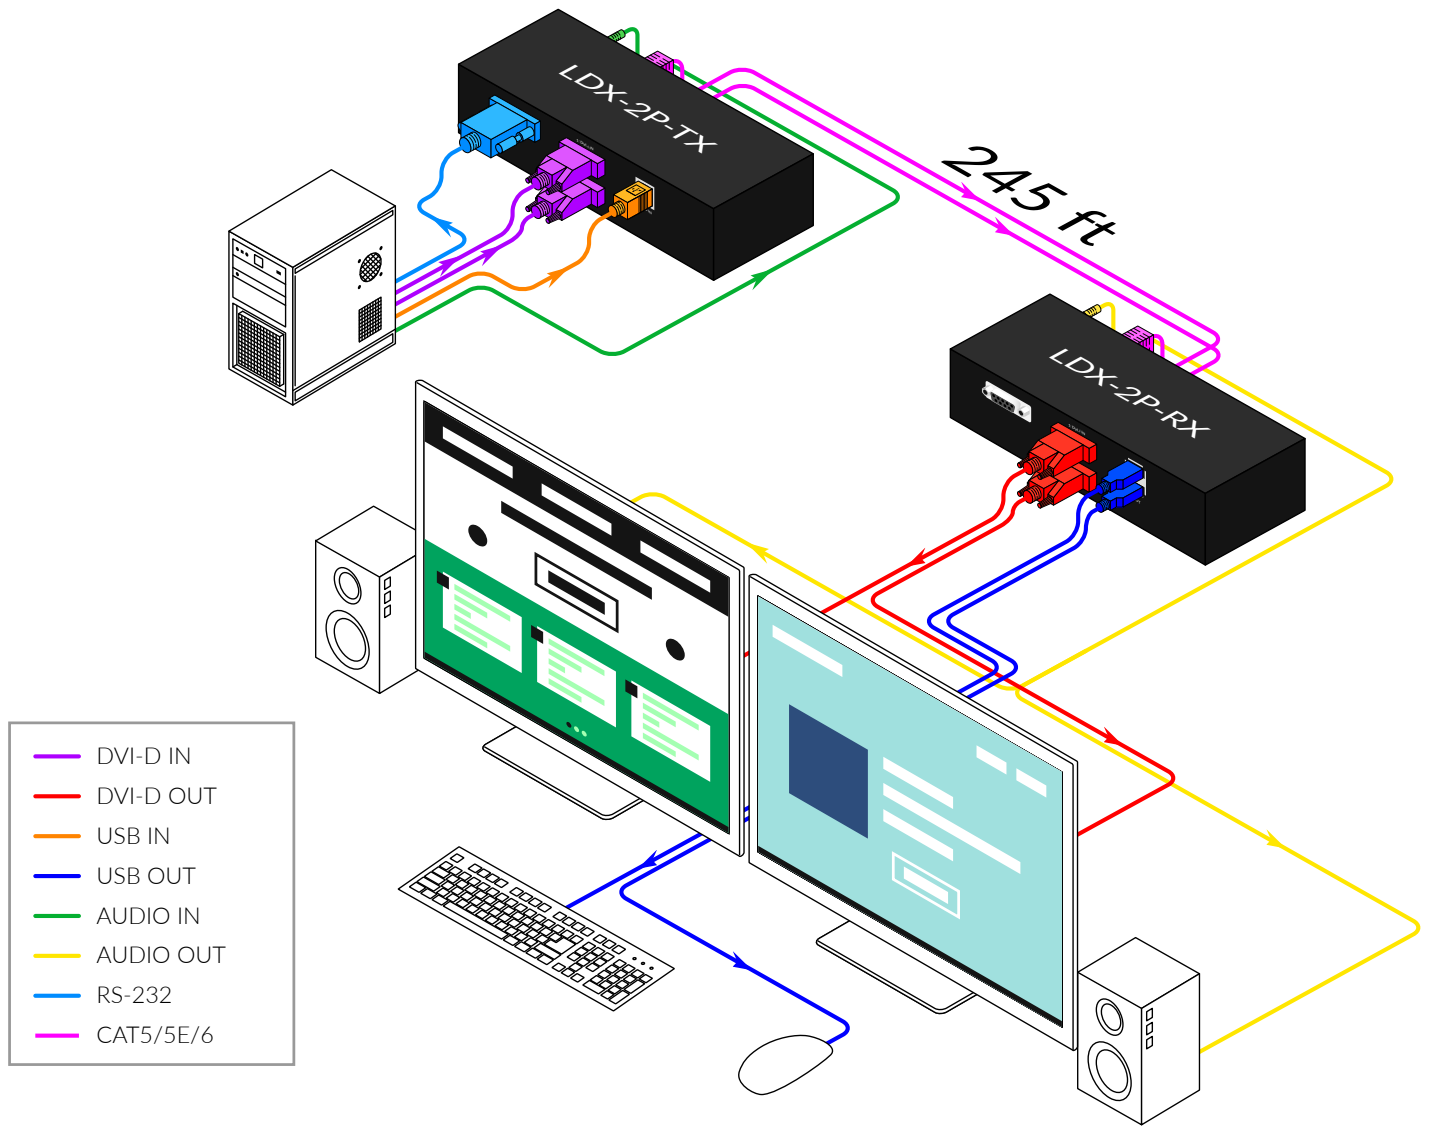 LDX-2P-TX
245 ft
LDX-2P-RX
DVI-D IN
DVI-D OUT
USB IN
USB OUT
AUDIO IN
AUDIO OUT
RS-232
CAT5/5E/6